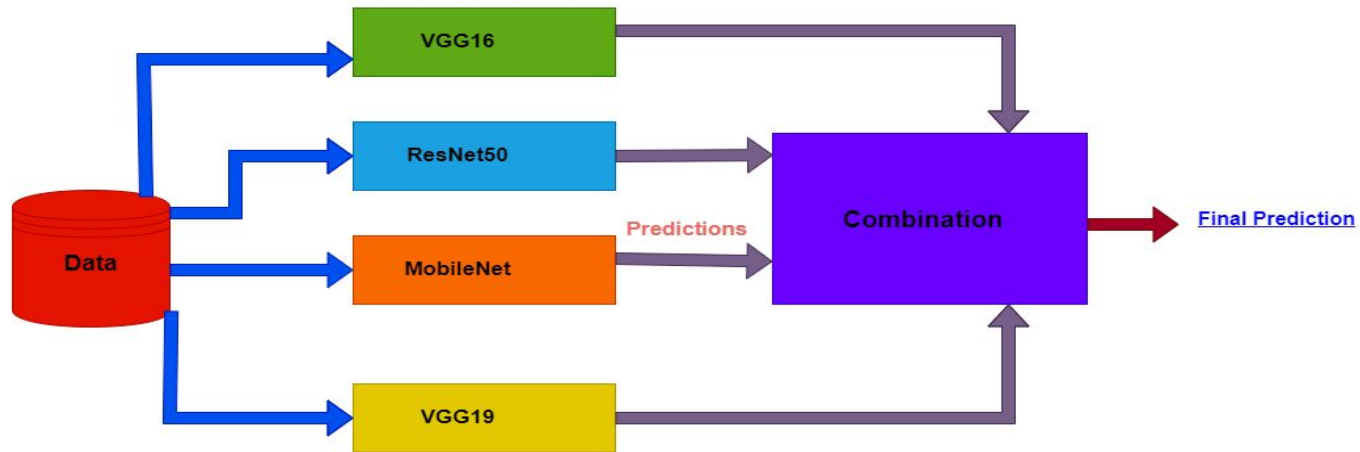 VGG16
ResNet50
Predictions
Combination
Final Prediction
Data
MobileNet
VGG19